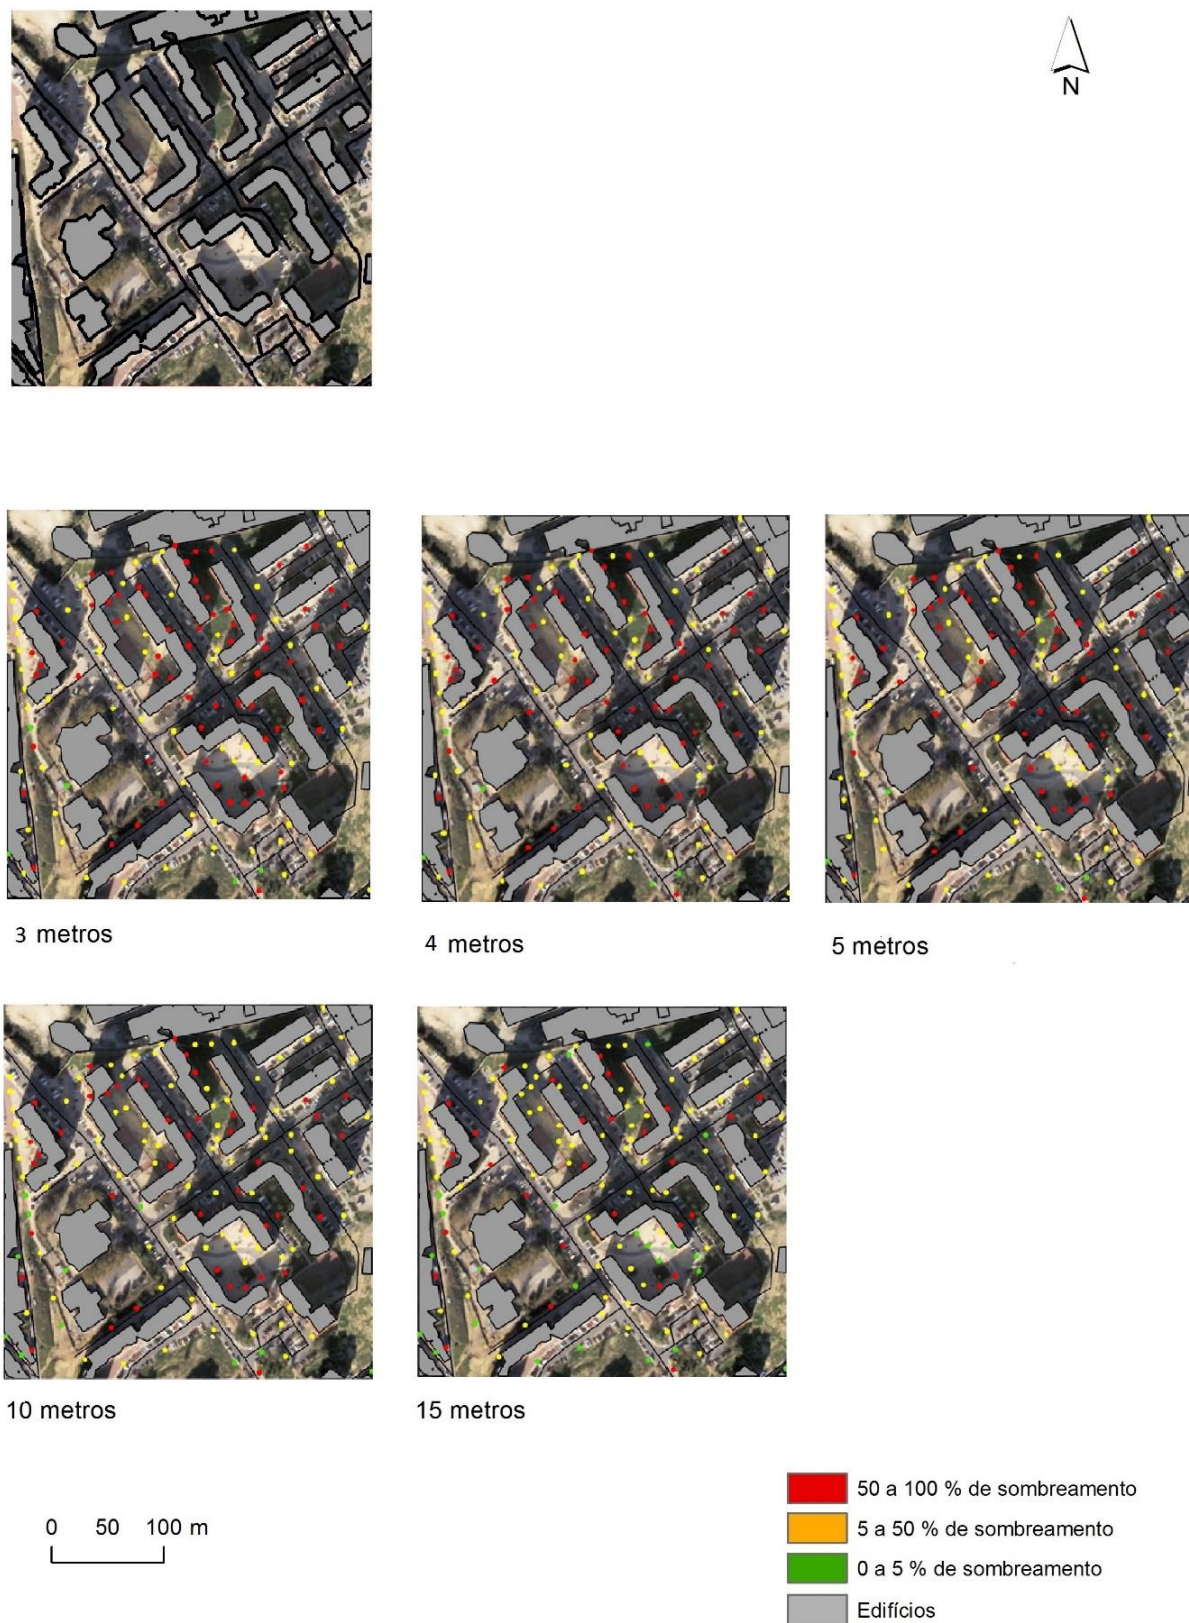 N
3 metros
4 metros
5 metros
10 metros
15 metros
0 50 100 m
50 a 100 % de sombreamento
5 a 50 % de sombreamento
0 a 5 % de sombreamento
Edifícios